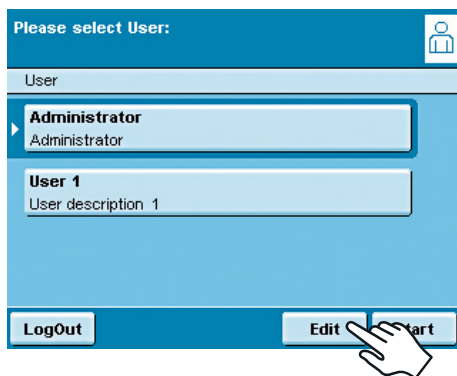 Please select User:
User
Administrator
Administrator
User 1
User description 1
LogOut Edit